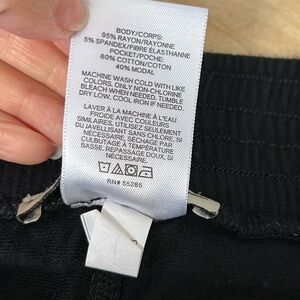 BODY/CORPS:
95% RAYON/RAYONNE
5% SPANDEX/FIBRE ÉLASTHANNE
POCKET/POCHE:
60% COTTON/COTON
40% MODAL
MACHINE WASH COLD WITH LIKE
COLORS, ONLY NON-CHLORINE
BLEACH WHEN NEEDED. TUMBLE
DRY LOW, COOL IRON IF NEEDED.
LAVER À LA MACHINE À L'EAU
FROIDE AVEC COULEURS
SIMILAIRES. UTILISEZ SEULEMENT
DU JAVELLISANT SANS CHLORE, SI
NÉCESSAIRE. SÉCHAGE PAR
CULBUTAGE À TEMPÉRATURE
BASSE. REPASSAGE DOUX, SI
NÉCESSAIRE.
RN# 55285